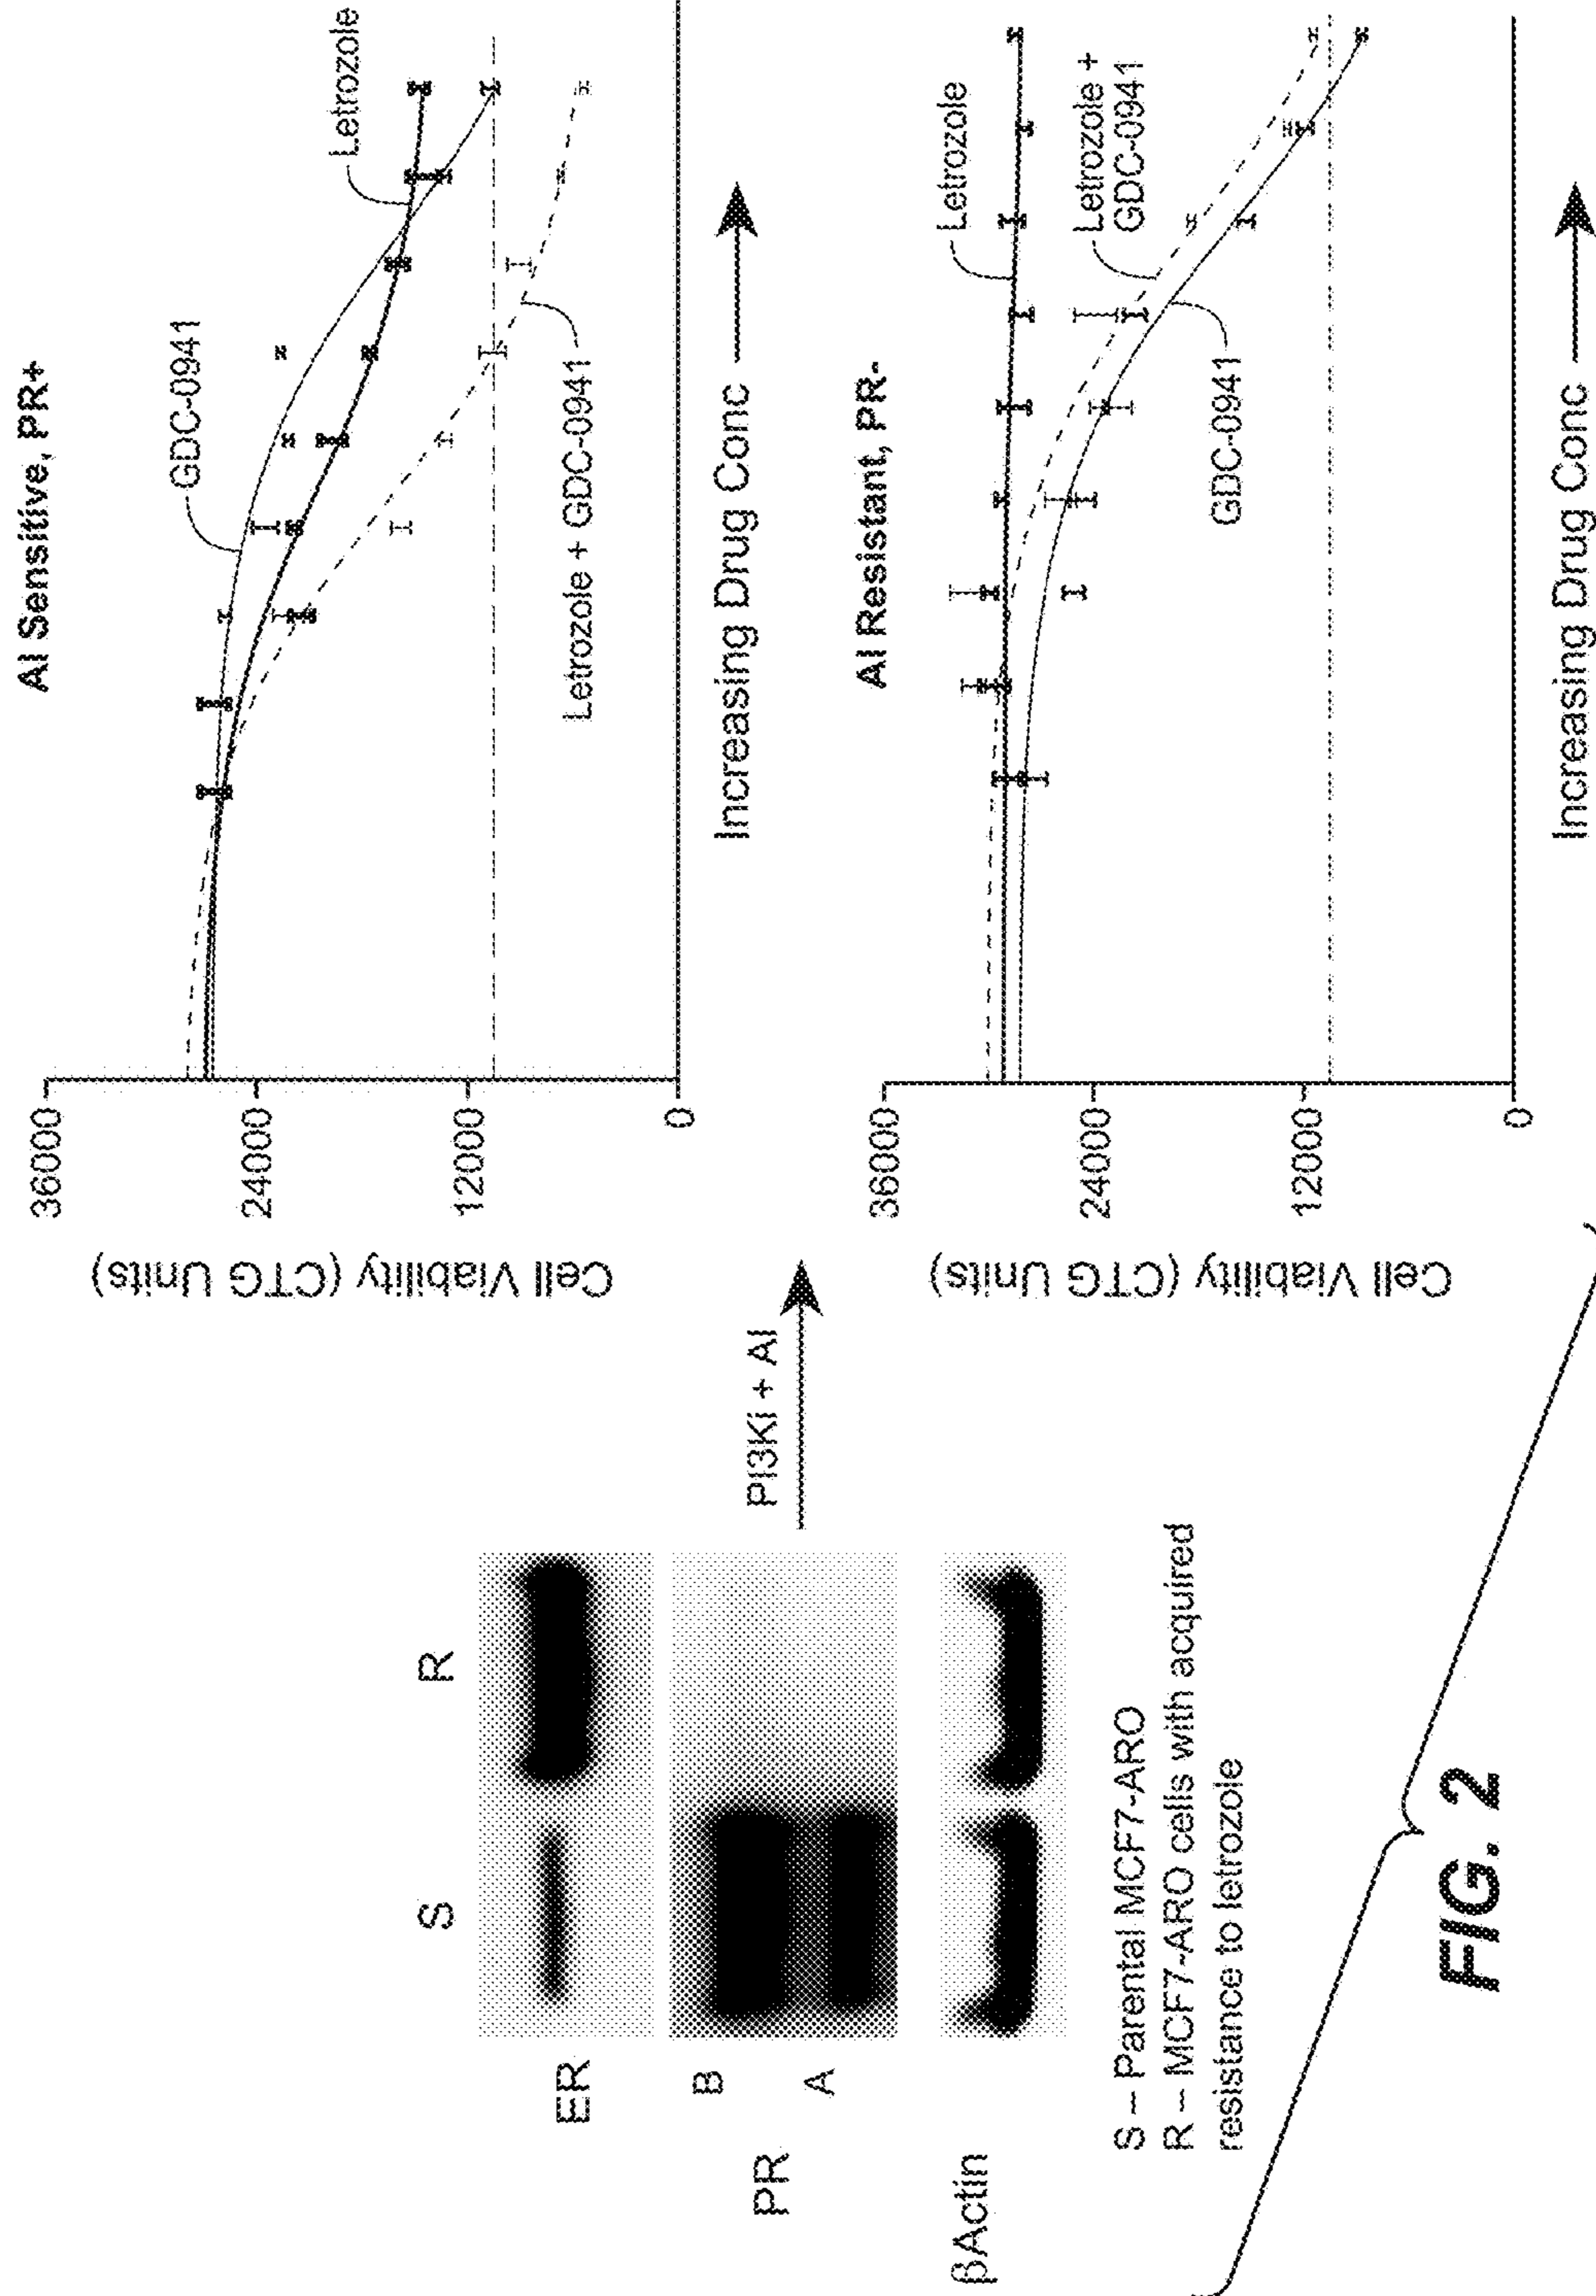 S
R
ER
PR
B
A
βActin
S – Parental MCF7-ARO
R – MCF7-ARO cells with acquired
resistance to letrozole
PI3Ki + AI
AI Sensitive, PR+
Cell Viability (CTG Units)
36000
24000
12000
0
GDC-0941
Letrozole
Letrozole + GDC-0941
Increasing Drug Conc
AI Resistant, PR-
Cell Viability (CTG Units)
36000
24000
12000
0
Letrozole
Letrozole +
GDC-0941
GDC-0941
Increasing Drug Conc
FIG. 2